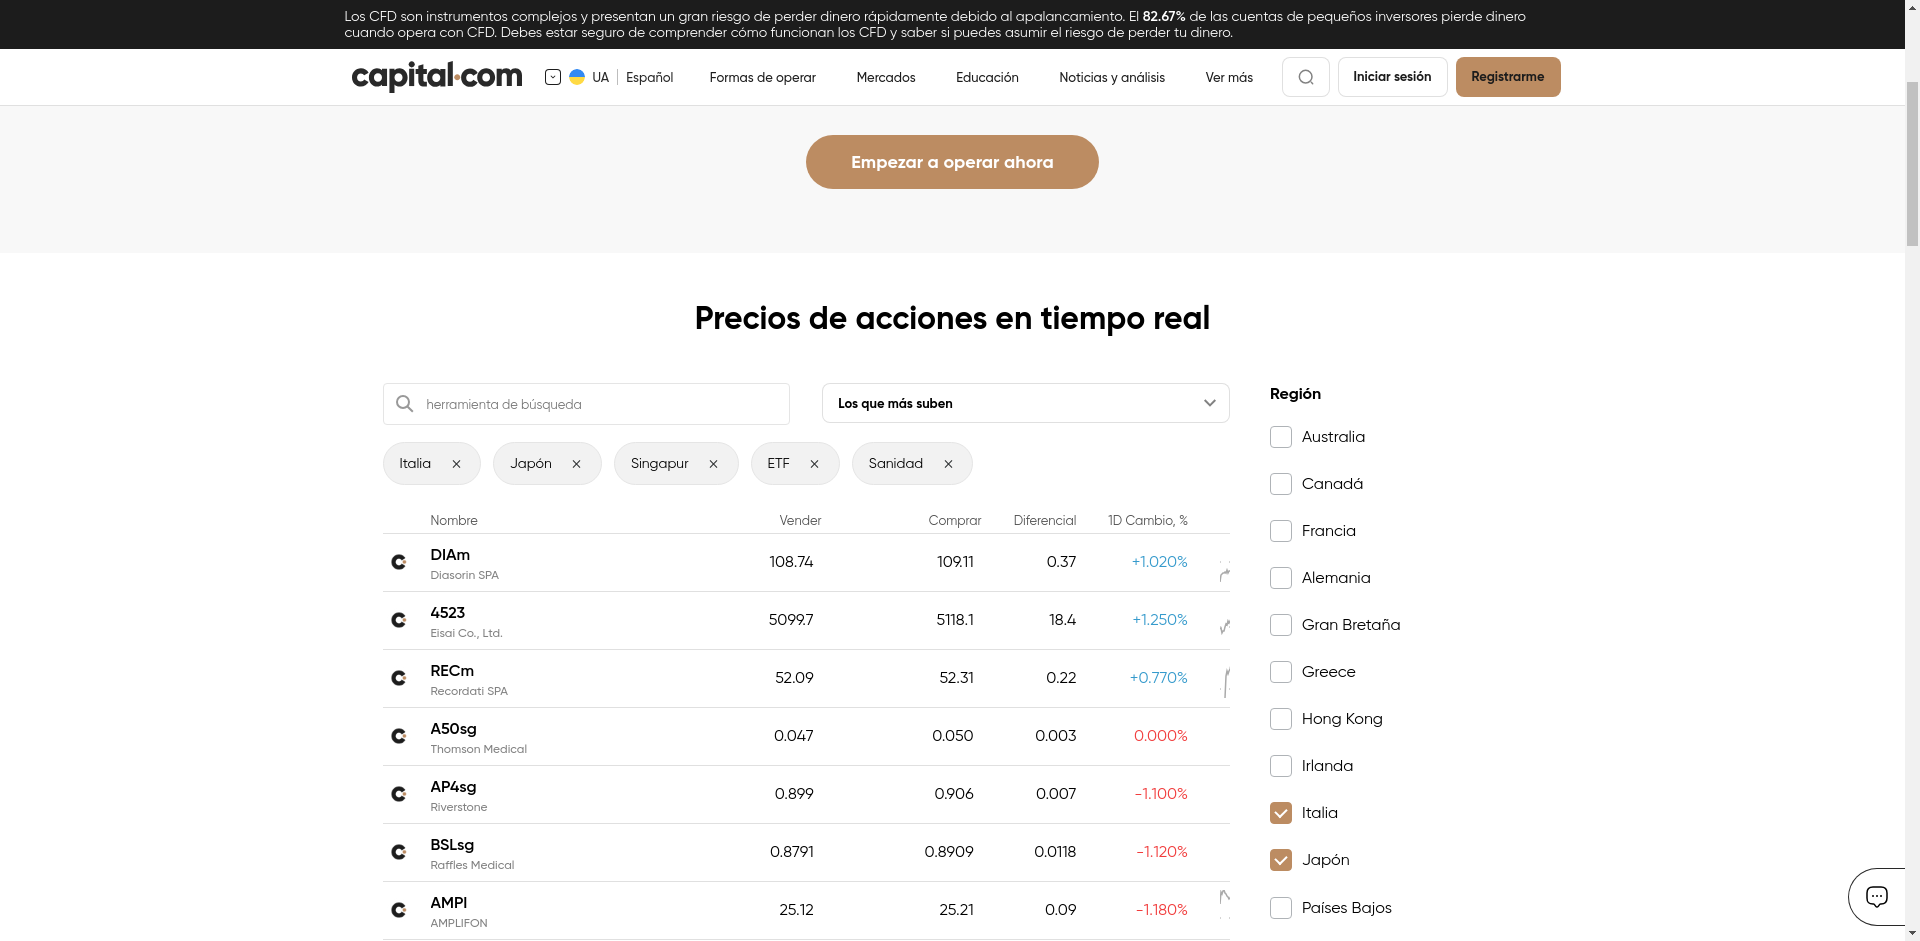 Los CFD son instrumentos complejos y presentan un gran riesgo de perder dinero rápidamente debido al apalancamiento. El 82.67% de las cuentas de pequeños inversores pierde dinero
cuando opera con CFD. Debes estar seguro de comprender cómo funcionan los CFD y saber si puedes asumir el riesgo de perder tu dinero.
capital.com UA Español Formas de operar Mercados Educación Noticias y análisis Ver más Iniciar sesión Registrarme
Empezar a operar ahora
Precios de acciones en tiempo real
herramienta de búsqueda
Los que más suben
Italia Japón Singapur ETF Sanidad
Nombre Vender Comprar Diferencial 1D Cambio, %
DIAm 108.74 109.11 0.37 +1.020%
Diasorin SPA
4523 5099.7 5118.1 18.4 +1.250%
Eisai Co., Ltd.
RECm 52.09 52.31 0.22 +0.770%
Recordati SPA
A50sg 0.047 0.050 0.003 0.000%
Thomson Medical
AP4sg 0.899 0.906 0.007 -1.100%
Riverstone
BSLsg 0.8791 0.8909 0.0118 -1.120%
Raffles Medical
AMPI 25.12 25.21 0.09 -1.180%
AMPLIFON
Región
Australia
Canadá
Francia
Alemania
Gran Bretaña
Greece
Hong Kong
Irlanda
Italia
Japón
Países Bajos